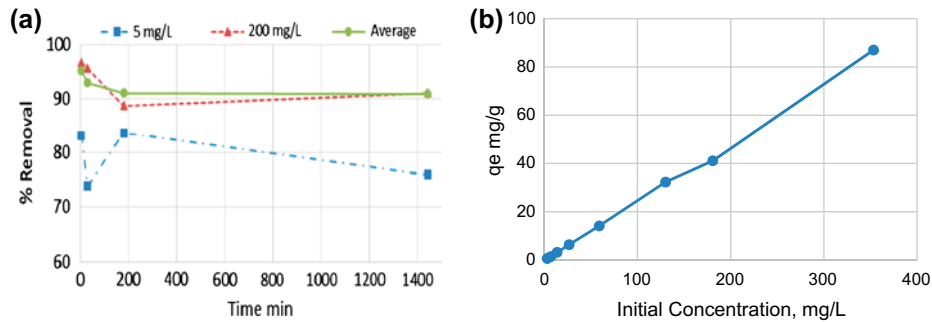 (a)
5 mg/L 200 mg/L Average
100
90
80
70
60
% Removal
0 200 400 600 800 1000 1200 1400
Time min
(b)
100
80
60
40
20
0
qe mg/g
0 100 200 300 400
Initial Concentration, mg/L